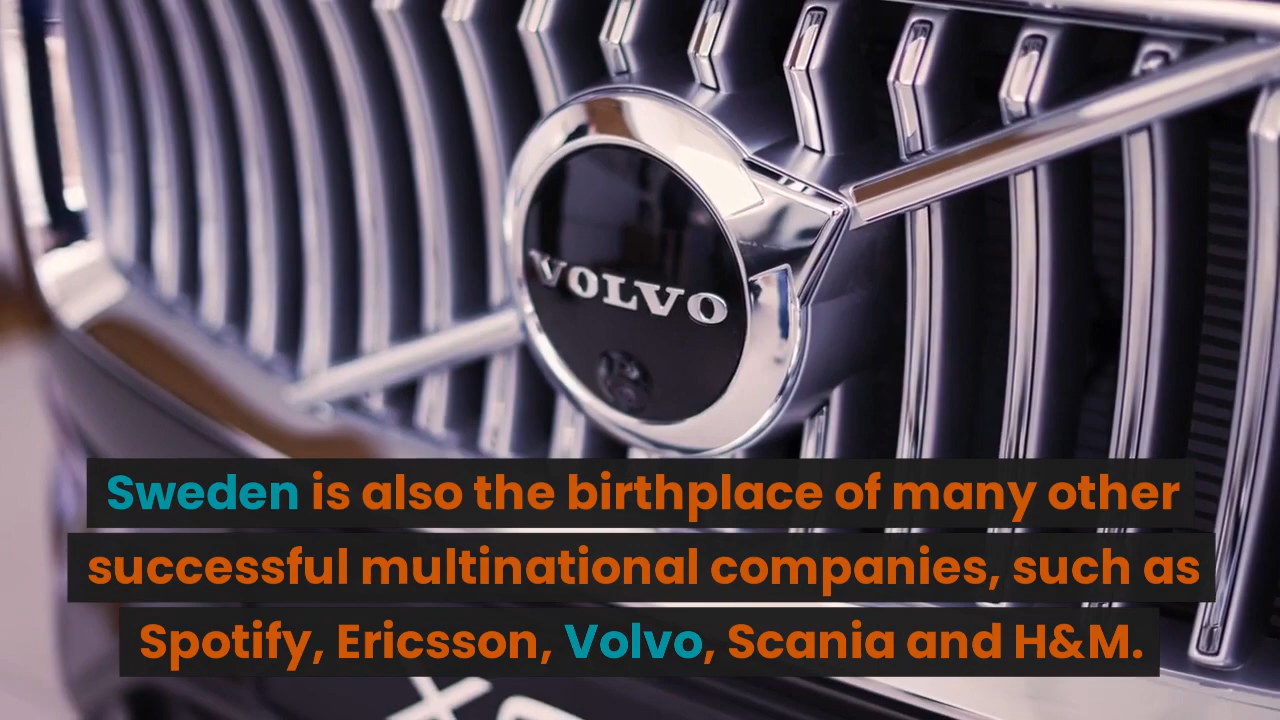 VOLVO
Sweden is also the birthplace of many other
successful multinational companies, such as
Spotify, Ericsson, Volvo, Scania and H&M.